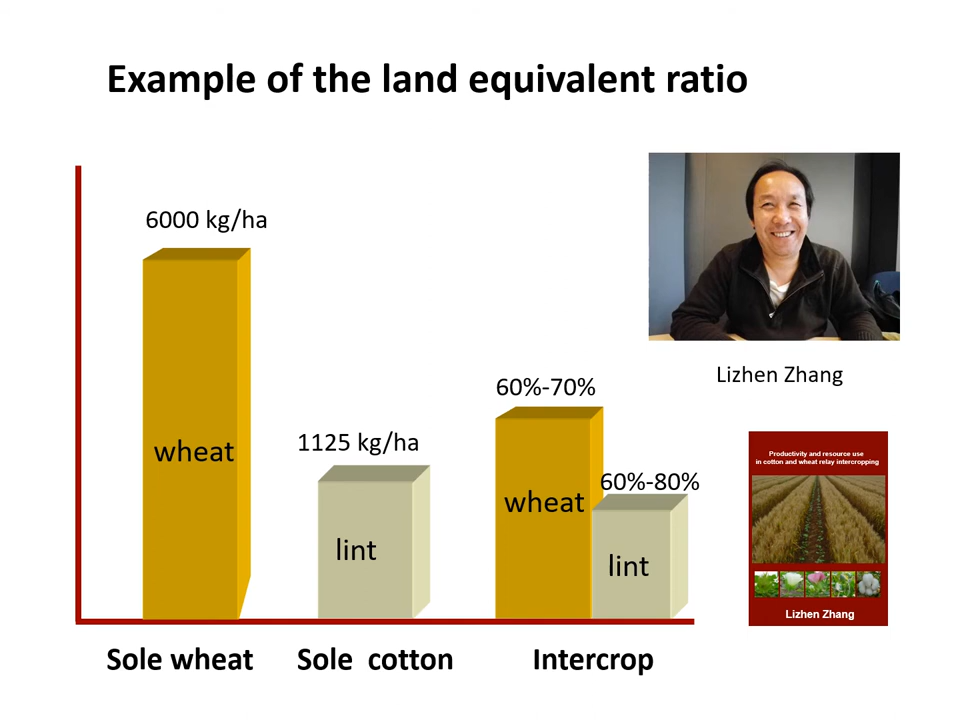 Example of the land equivalent ratio
6000 kg/ha
wheat
Sole wheat
1125 kg/ha
lint
Sole cotton
60%-70%
wheat
60%-80%
lint
Intercrop
Lizhen Zhang
Productivity and resource use
in cotton and wheat relay intercropping
Lizhen Zhang